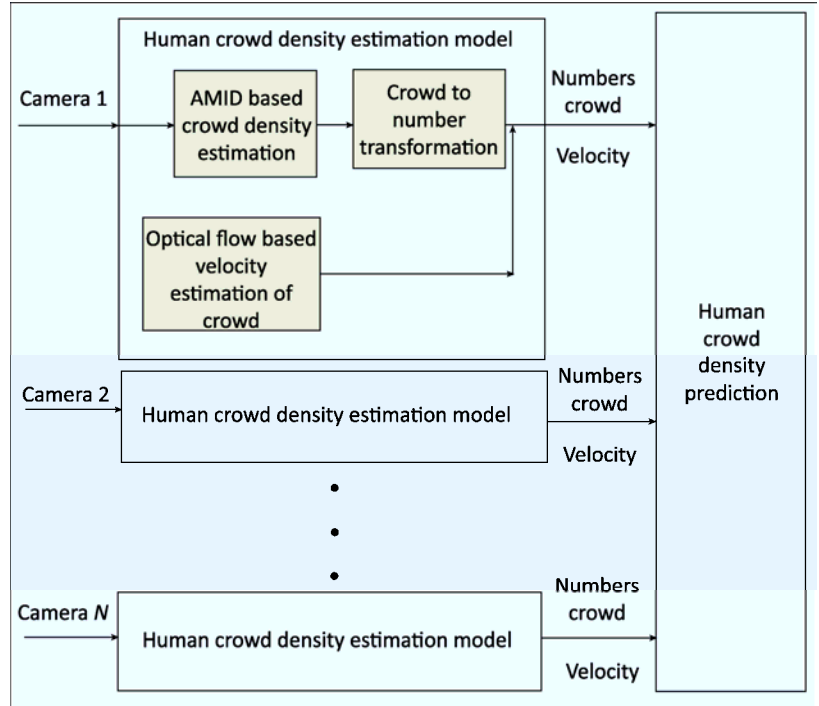 Human crowd density estimation model
Camera 1
AMID based
crowd density
estimation
Crowd to
number
transformation
Numbers
crowd
Velocity
Optical flow based
velocity
estimation of
crowd
Human
crowd
density
prediction
Camera 2
Human crowd density estimation model
Numbers
crowd
Velocity
Camera N
Human crowd density estimation model
Numbers
crowd
Velocity